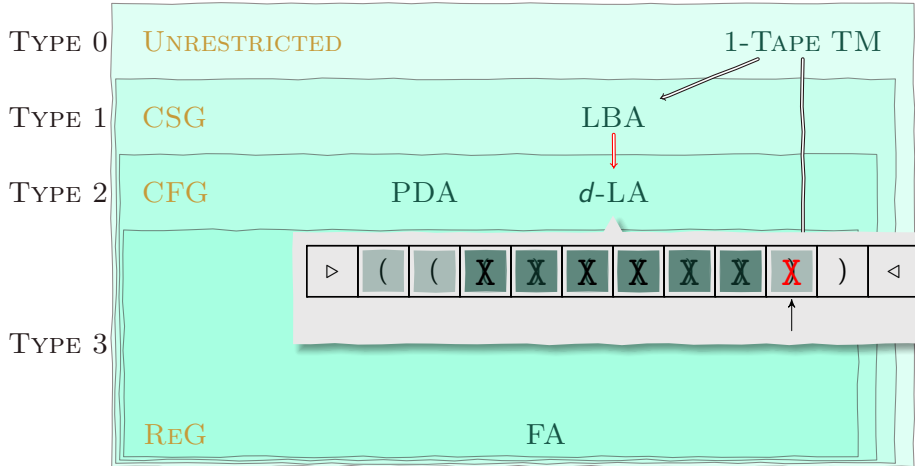 TYPE 0 UNRESTRICTED 1-TAPE TM
TYPE 1 CSG LBA
TYPE 2 CFG PDA d-LA
▷ ( ( X X X X X X X ) ◁
TYPE 3
REG FA